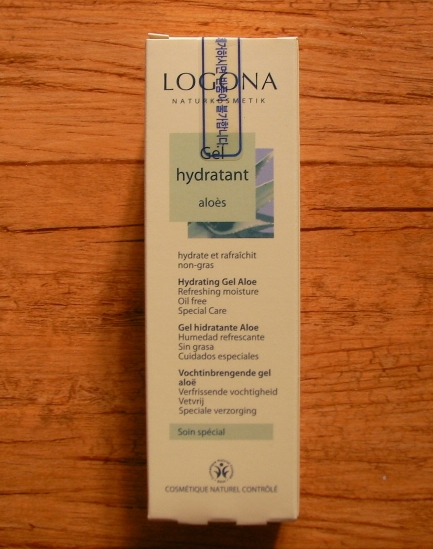 LOGONA
NATURKOSMETIK
Gel
hydratant
aloès
hydrate et rafraîchit
non-gras
Hydrating Gel Aloe
Refreshing moisture
Oil free
Special Care
Gel hidratante Aloe
Humedad refrescante
Sin grasa
Cuidados especiales
Vochtinbrengende gel
aloë
Verfrissende vochtigheid
Vetvrij
Speciale verzorging
Soin spécial
COSMÉTIQUE NATUREL CONTRÔLÉ